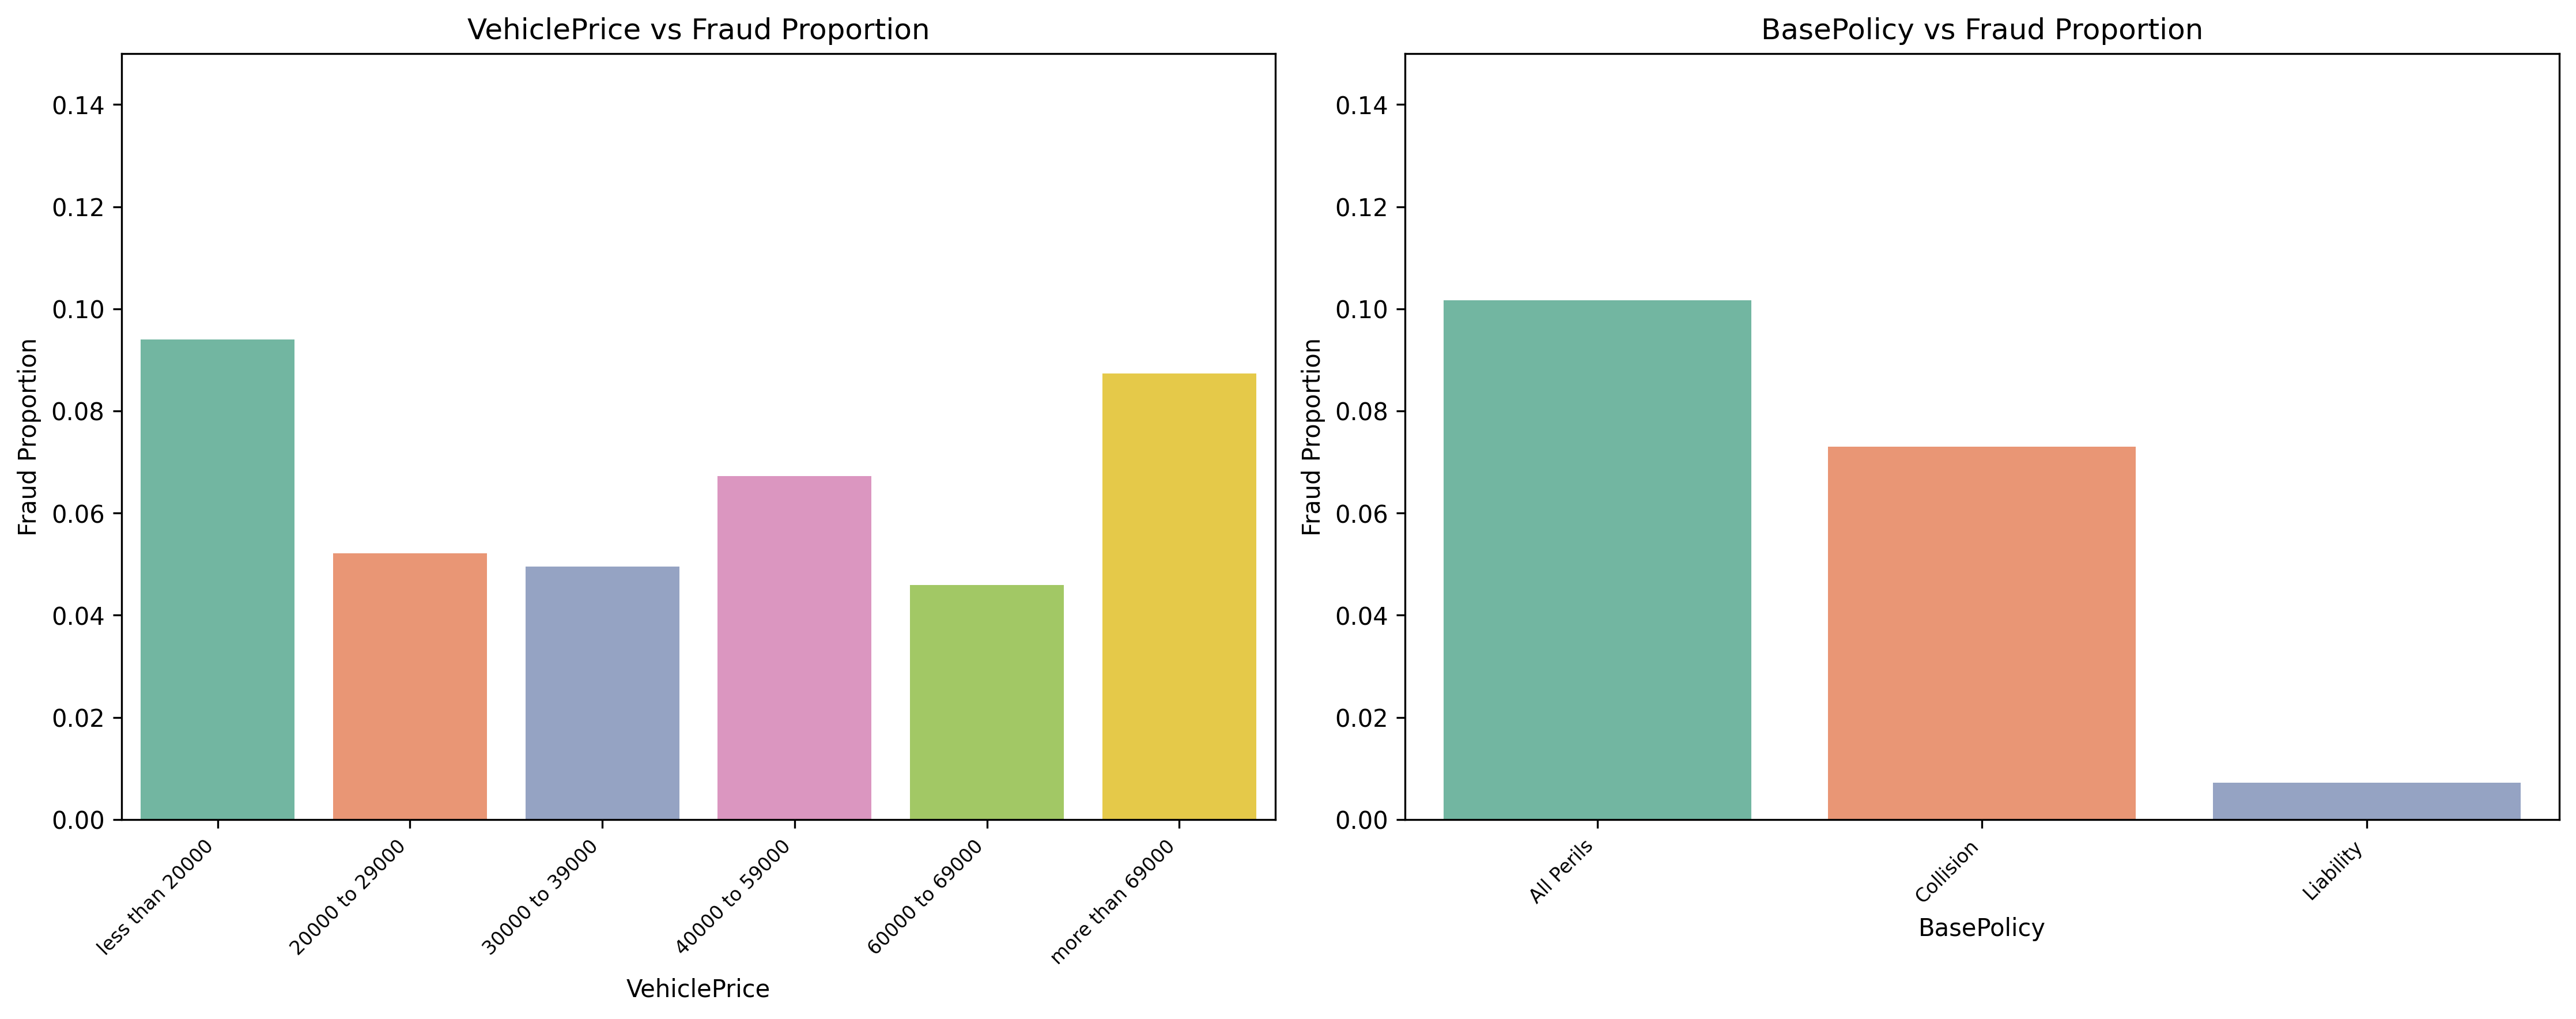 VehiclePrice vs Fraud Proportion
Fraud Proportion
0.14
0.12
0.10
0.08
0.06
0.04
0.02
0.00
less than 20000
20000 to 29000
30000 to 39000
40000 to 59000
60000 to 69000
more than 69000
VehiclePrice
BasePolicy vs Fraud Proportion
Fraud Proportion
0.14
0.12
0.10
0.08
0.06
0.04
0.02
0.00
All Perils
Collision
Liability
BasePolicy